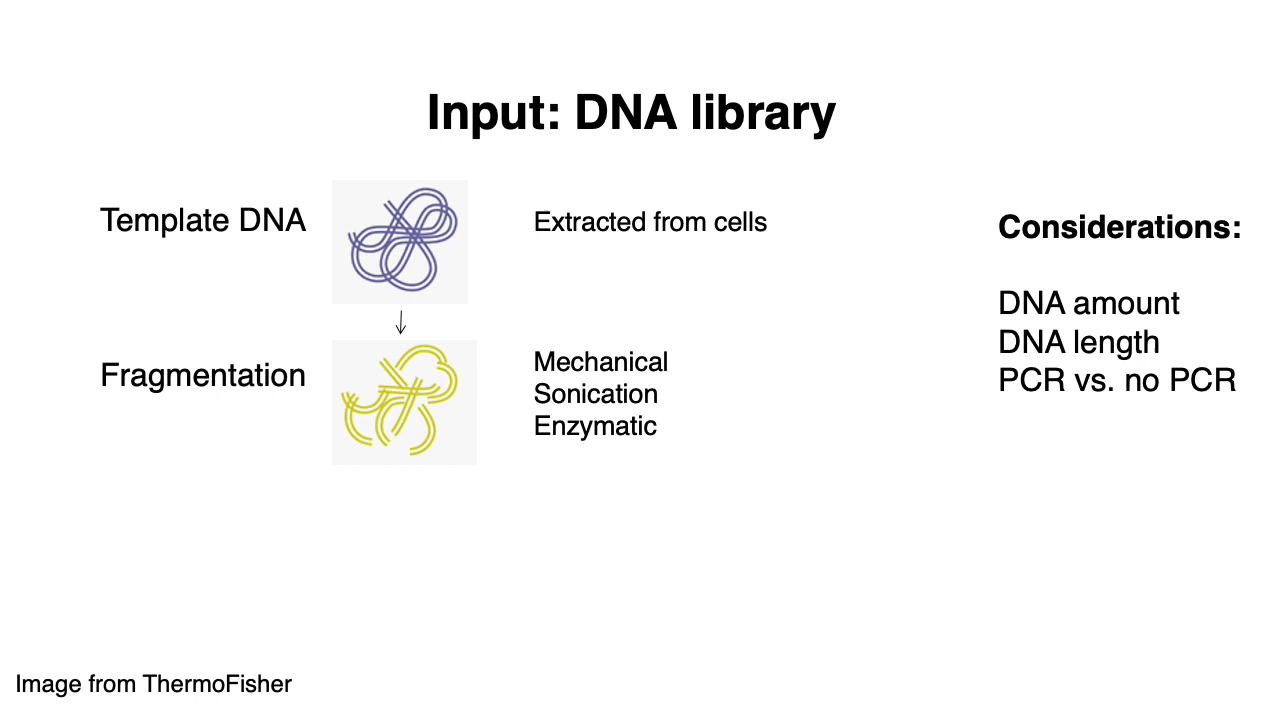 Input: DNA library
Template DNA
Extracted from cells
Fragmentation
Mechanical
Sonication
Enzymatic
Considerations:
DNA amount
DNA length
PCR vs. no PCR
Image from ThermoFisher